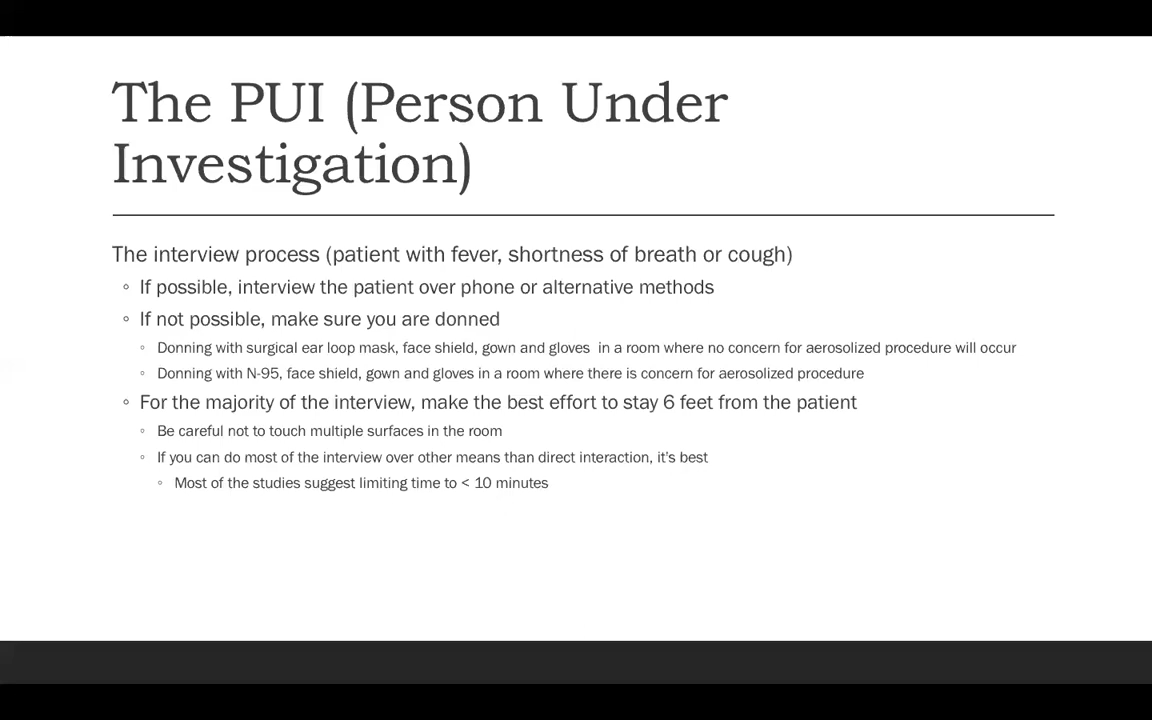 The PUI (Person Under
Investigation)
The interview process (patient with fever, shortness of breath or cough)
◦ If possible, interview the patient over phone or alternative methods
◦ If not possible, make sure you are donned
◦ Donning with surgical ear loop mask, face shield, gown and gloves  in a room where no concern for aerosolized procedure will occur
◦ Donning with N-95, face shield, gown and gloves in a room where there is concern for aerosolized procedure
◦ For the majority of the interview, make the best effort to stay 6 feet from the patient
◦ Be careful not to touch multiple surfaces in the room
◦ If you can do most of the interview over other means than direct interaction, it's best
◦ Most of the studies suggest limiting time to < 10 minutes